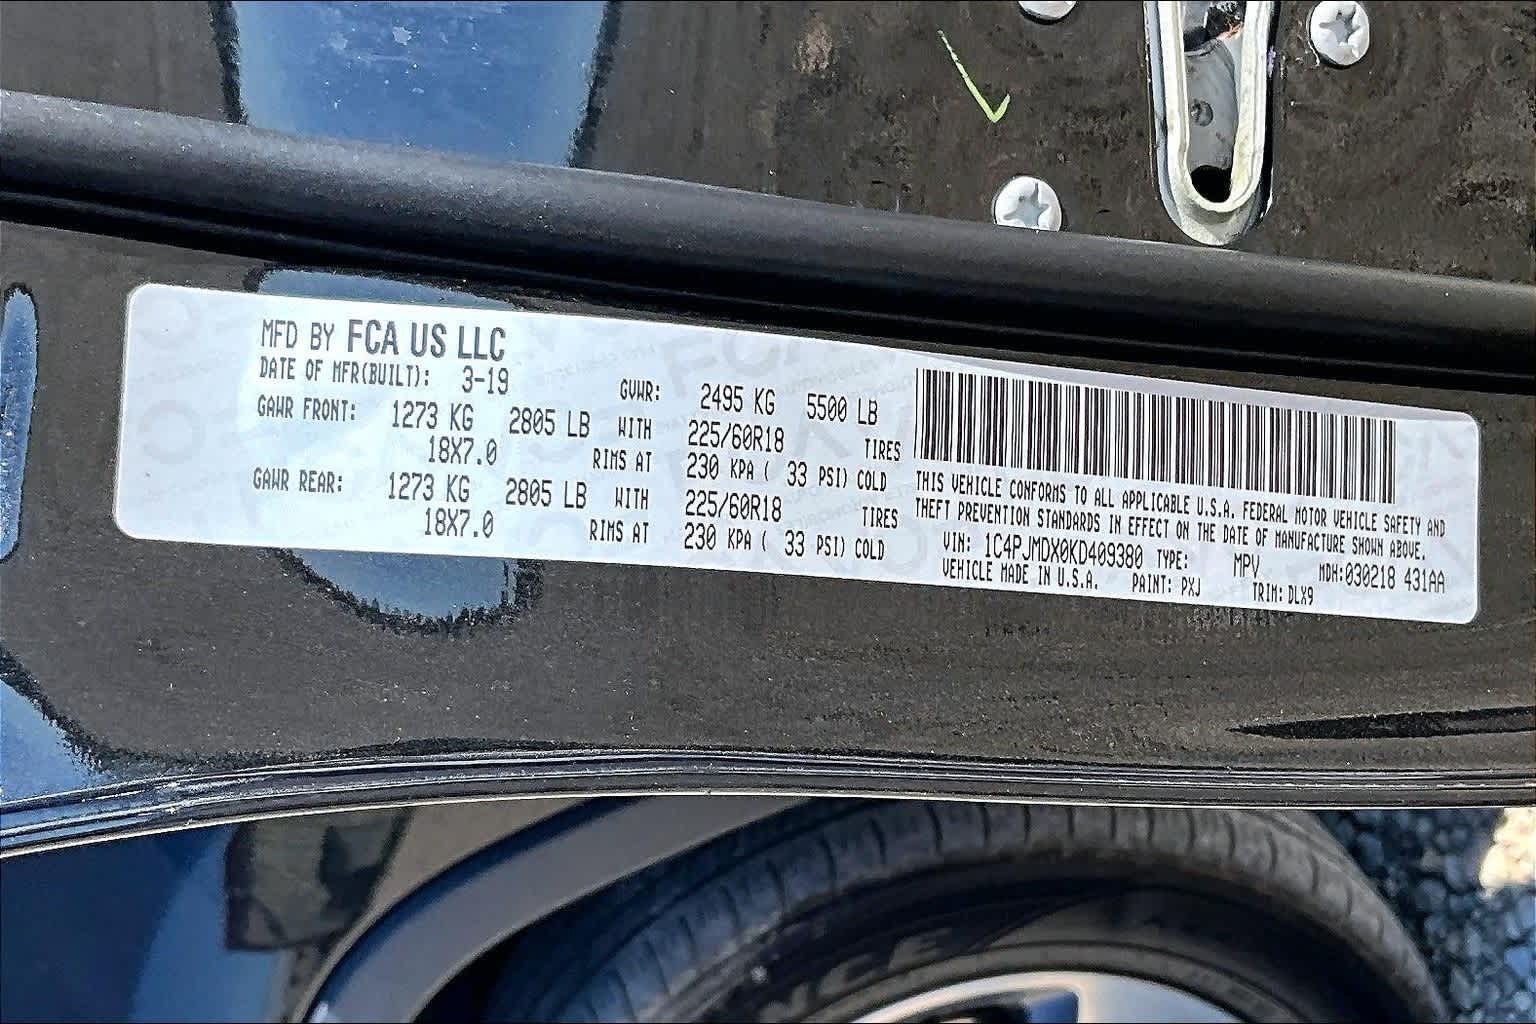 MFD BY FCA US LLC
DATE OF MFR(BUILT): 3-19 GVWR: 2495 KG 5500 LB
GAWR FRONT: 1273 KG 2805 LB WITH 225/60R18 TIRES
18X7.0 RIMS AT 230 KPA ( 33 PSI) COLD
GAWR REAR: 1273 KG 2805 LB WITH 225/60R18 TIRES
18X7.0 RIMS AT 230 KPA ( 33 PSI) COLD
THIS VEHICLE CONFORMS TO ALL APPLICABLE U.S.A. FEDERAL MOTOR VEHICLE SAFETY AND
THEFT PREVENTION STANDARDS IN EFFECT ON THE DATE OF MANUFACTURE SHOWN ABOVE.
VIN: 1C4PJMDX0KD409380 TYPE: MPV MDH:030218 431AA
VEHICLE MADE IN U.S.A. PAINT: PXJ TRIM: DLX9